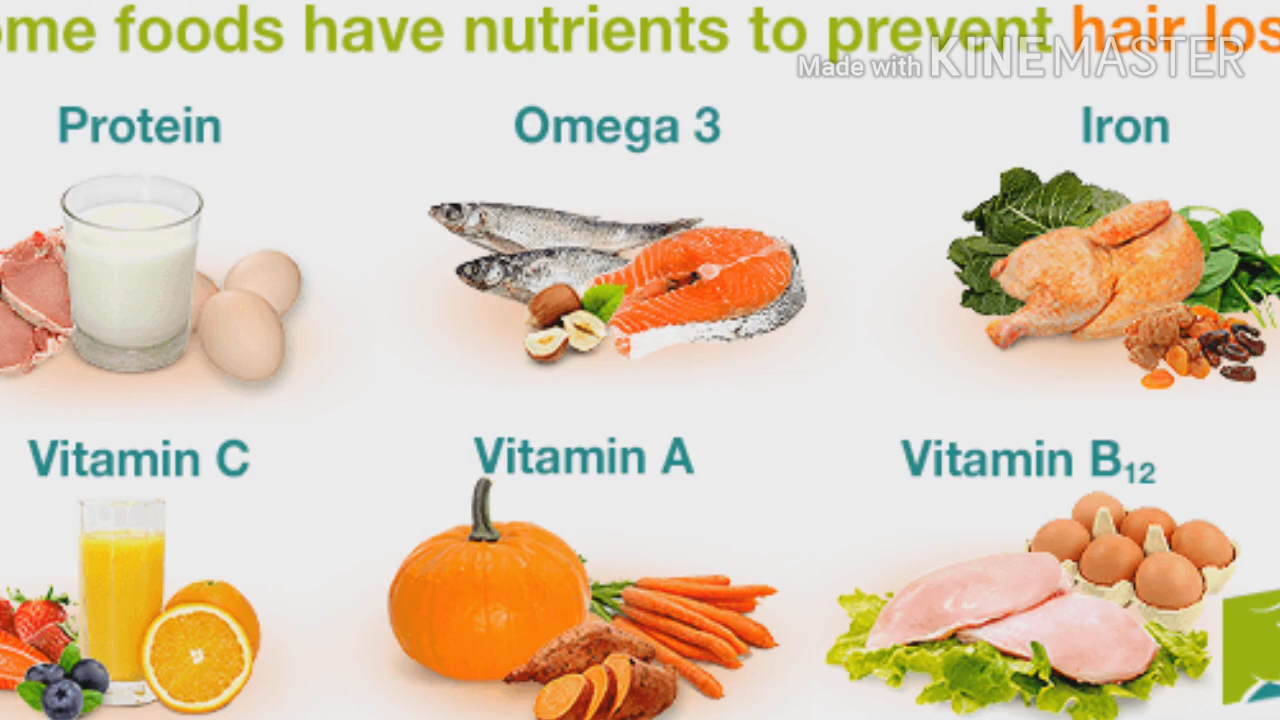 ome foods have nutrients to prevent hair los
Made with KINEMASTER
Protein
Omega 3
Iron
Vitamin C
Vitamin A
Vitamin B₁₂